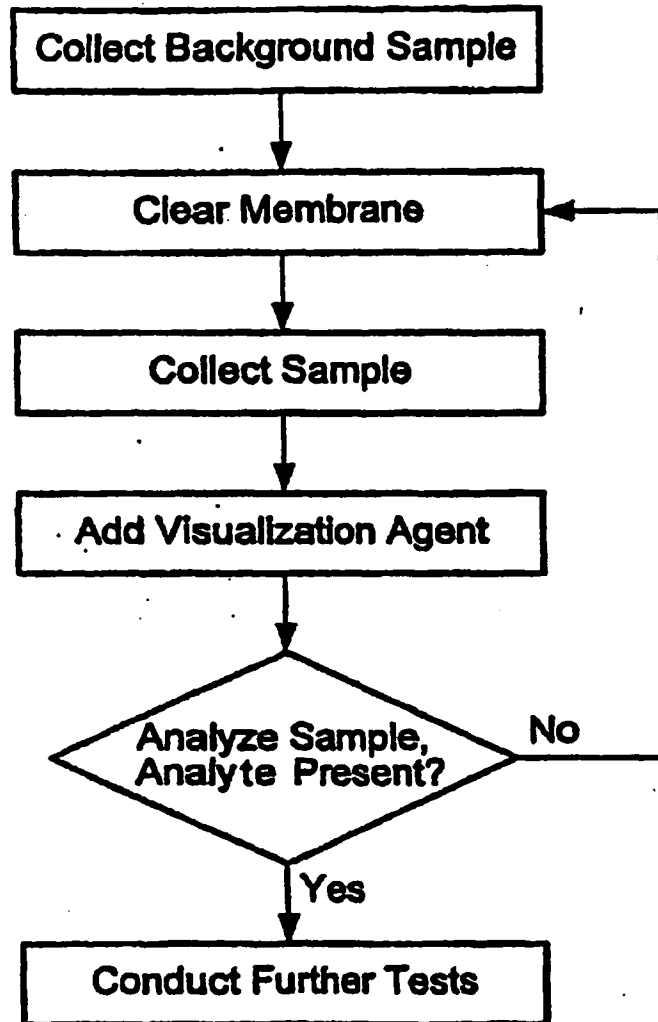 Collect Background Sample
Clear Membrane
Collect Sample
Add Visualization Agent
Analyze Sample,
Analyte Present?
No
Yes
Conduct Further Tests